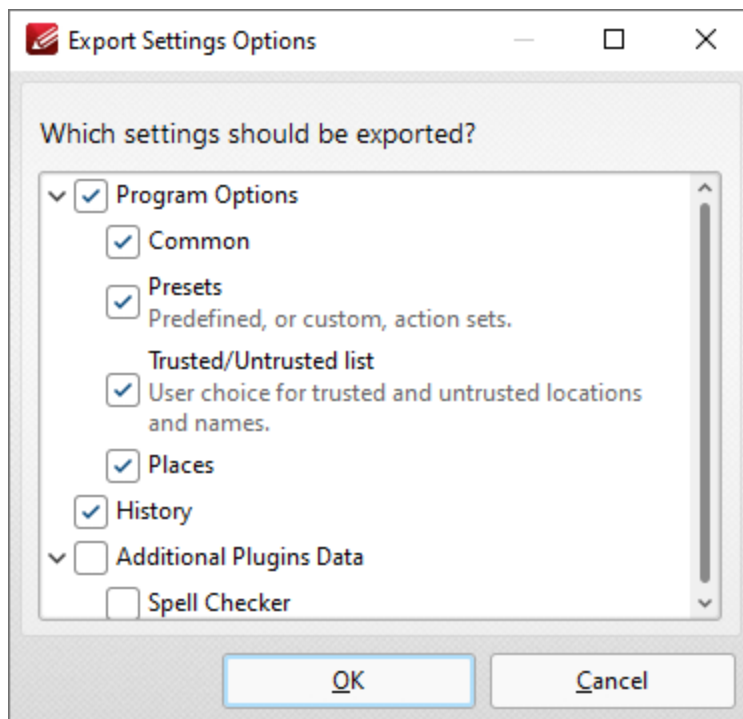 Export Settings Options
Which settings should be exported?
Program Options
Common
Presets
Predefined, or custom, action sets.
Trusted/Untrusted list
User choice for trusted and untrusted locations
and names.
Places
History
Additional Plugins Data
Spell Checker
OK
Cancel